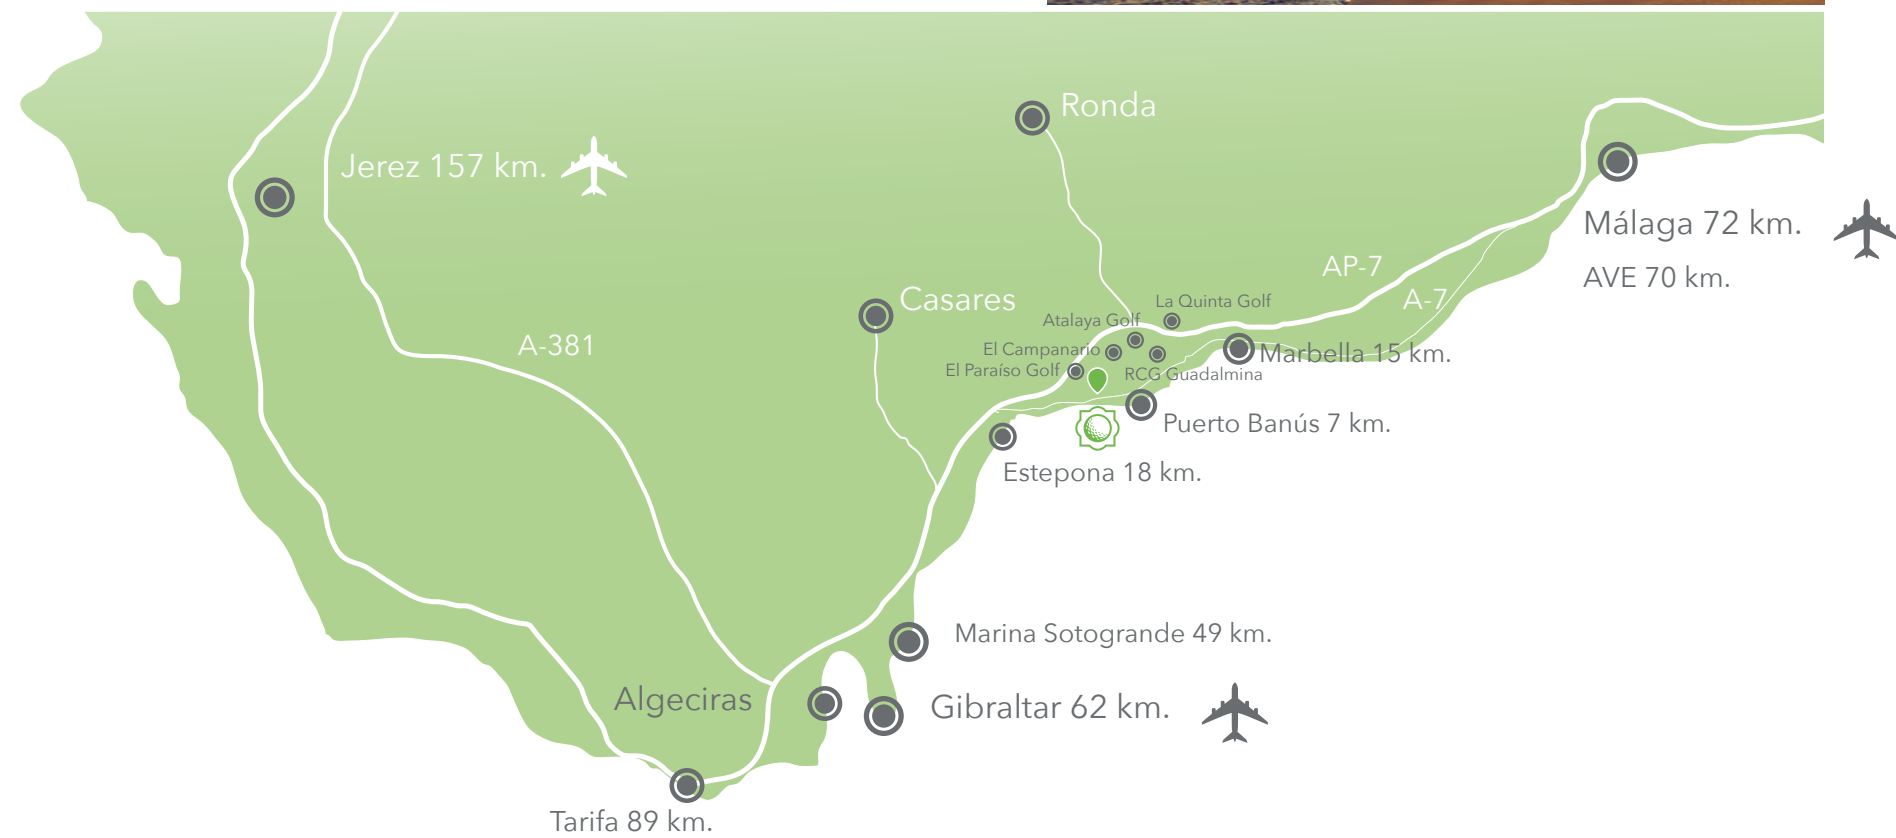 Ronda
Jerez 157 km.
Málaga 72 km.
AVE 70 km.
AP-7
A-7
Casares
La Quinta Golf
Atalaya Golf
A-381
El Campanario
Marbella 15 km.
El Paraíso Golf
RCG Guadalmina
Puerto Banús 7 km.
Estepona 18 km.
Marina Sotogrande 49 km.
Algeciras
Gibraltar 62 km.
Tarifa 89 km.